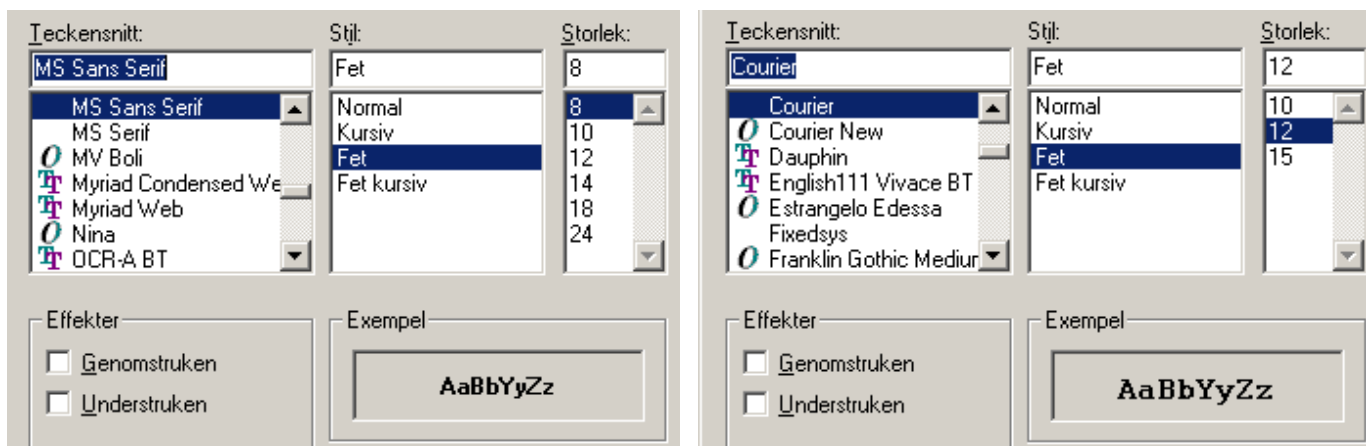 Teckensnitt: Stil: Storlek:
MS Sans Serif Fet 8
MS Sans Serif Normal 8
MS Serif Kursiv 10
MV Boli Fet 12
Myriad Condensed We Fet kursiv 14
Myriad Web 18
Nina 24
OCR-A BT
Effekter Exempel
Genomstruken
AaBbYyZz
Understruken
Teckensnitt: Stil: Storlek:
Courier Fet 12
Courier Normal 10
Courier New Kursiv 12
Dauphin Fet 15
English111 Vivace BT Fet kursiv
Estrangelo Edessa
Fixedsys
Franklin Gothic Mediur
Effekter Exempel
Genomstruken
AaBbYyZz
Understruken